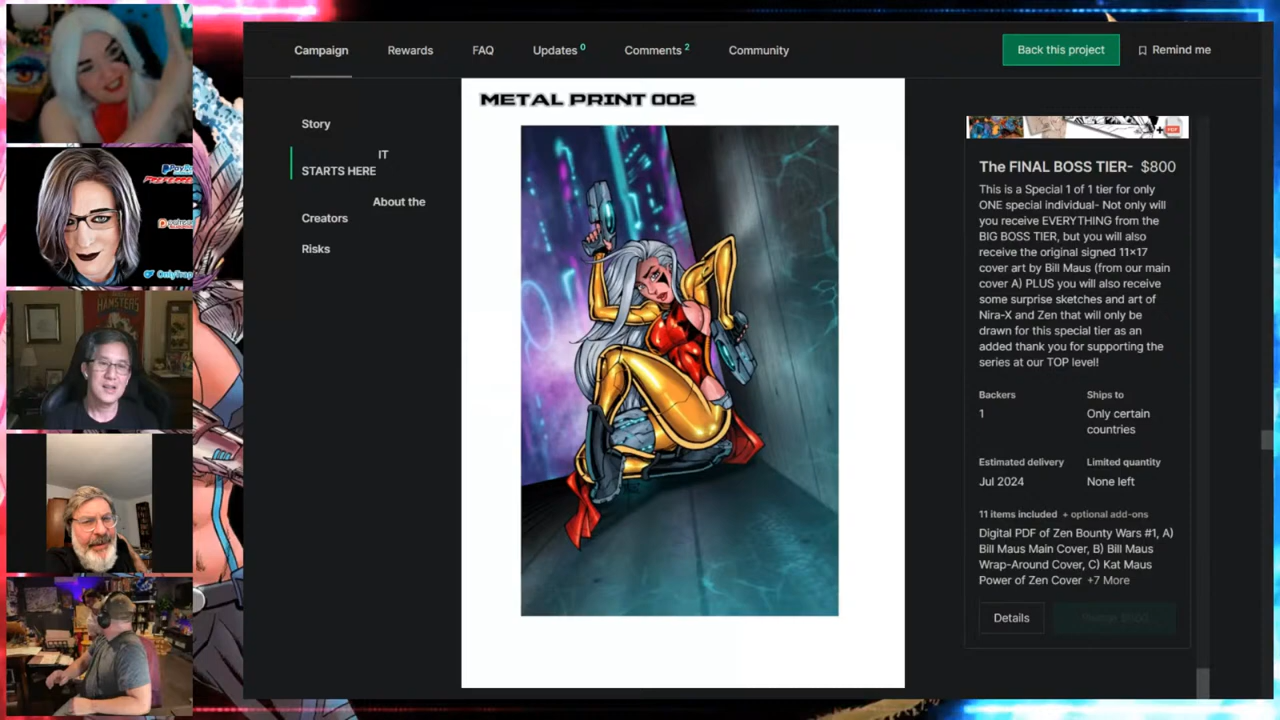 Campaign
Rewards
FAQ
Updates 0
Comments 2
Community
Back this project
Remind me
Story
IT
STARTS HERE
About the
Creators
Risks
METAL PRINT 002
The FINAL BOSS TIER- $800
This is a Special 1 of 1 tier for only
ONE special individual- Not only will
you receive EVERYTHING from the
BIG BOSS TIER, but you will also
receive the original signed 11x17
cover art by Bill Maus (from our main
cover A) PLUS you will also receive
some surprise sketches and art of
Nira-X and Zen that will only be
drawn for this special tier as an
added thank you for supporting the
series at our TOP level!
Backers
1
Ships to
Only certain
countries
Estimated delivery
Jul 2024
Limited quantity
None left
11 items included + optional add-ons
Digital PDF of Zen Bounty Wars #1, A)
Bill Maus Main Cover, B) Bill Maus
Wrap-Around Cover, C) Kat Maus
Power of Zen Cover +7 More
Details
PayPal
OnlyTrap
HAMSTERS